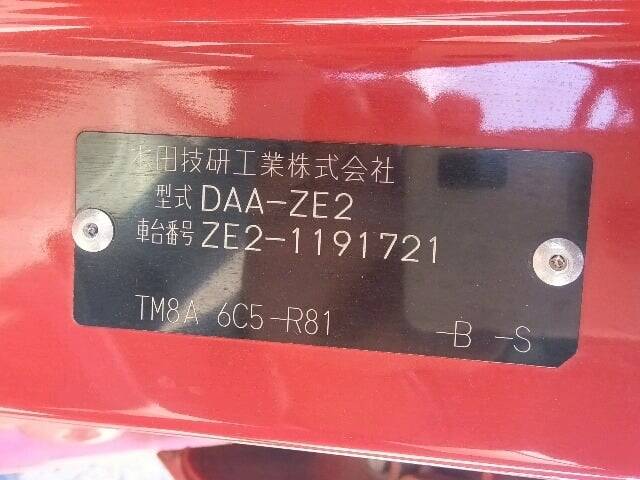 本田技研工業株式会社
型式 DAA-ZE2
車台番号 ZE2-1191721
TM8A 6C5-R81 -B -S